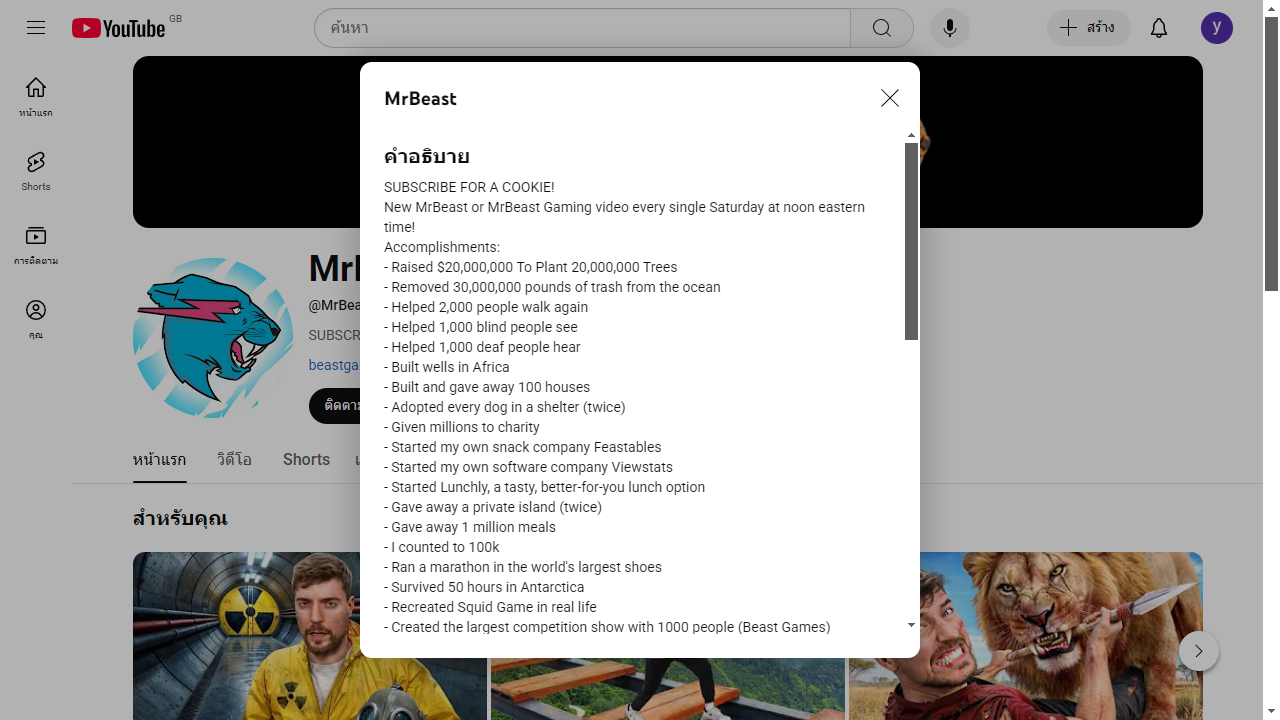 YouTube GB
ค้นหา
สร้าง
y
หน้าแรก
Shorts
การติดตาม
คุณ
MrBeast
คำอธิบาย
SUBSCRIBE FOR A COOKIE!
New MrBeast or MrBeast Gaming video every single Saturday at noon eastern
time!
Accomplishments:
- Raised $20,000,000 To Plant 20,000,000 Trees
- Removed 30,000,000 pounds of trash from the ocean
- Helped 2,000 people walk again
- Helped 1,000 blind people see
- Helped 1,000 deaf people hear
- Built wells in Africa
- Built and gave away 100 houses
- Adopted every dog in a shelter (twice)
- Given millions to charity
- Started my own snack company Feastables
- Started my own software company Viewstats
- Started Lunchly, a tasty, better-for-you lunch option
- Gave away a private island (twice)
- Gave away 1 million meals
- I counted to 100k
- Ran a marathon in the world's largest shoes
- Survived 50 hours in Antarctica
- Recreated Squid Game in real life
- Created the largest competition show with 1000 people (Beast Games)
@MrBea
SUBSCR
beastga
ติดตาม
หน้าแรก วิดีโอ Shorts
สำหรับคุณ